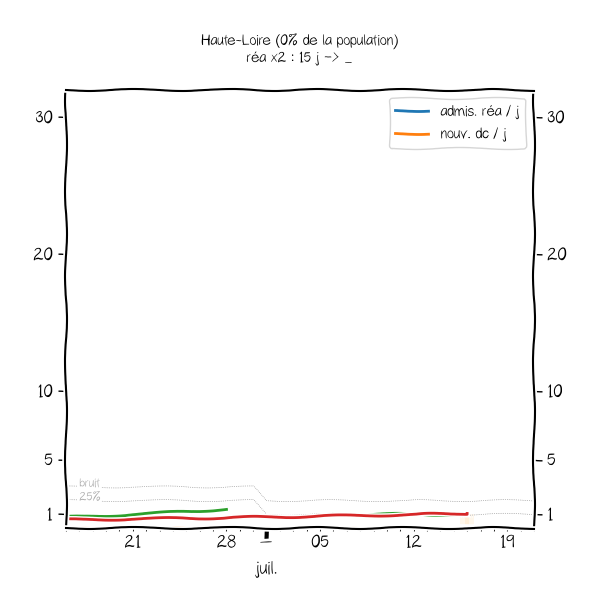 Haute-Loire (0% de la population)
réa x2 : 15 j -> _
admis. réa / j
nouv. dc / j
30
30
20
20
10
10
5
5
bruit
25%
1
1
21
28
05
12
19
juil.